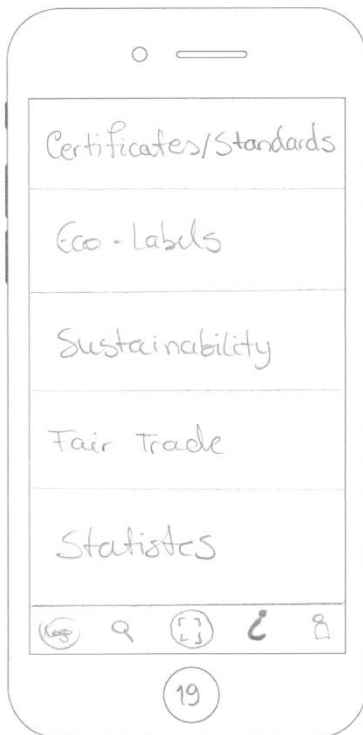 Certificates/Standards
Eco-Labels
Sustainability
Fair Trade
Statistcs
Logo
i
19